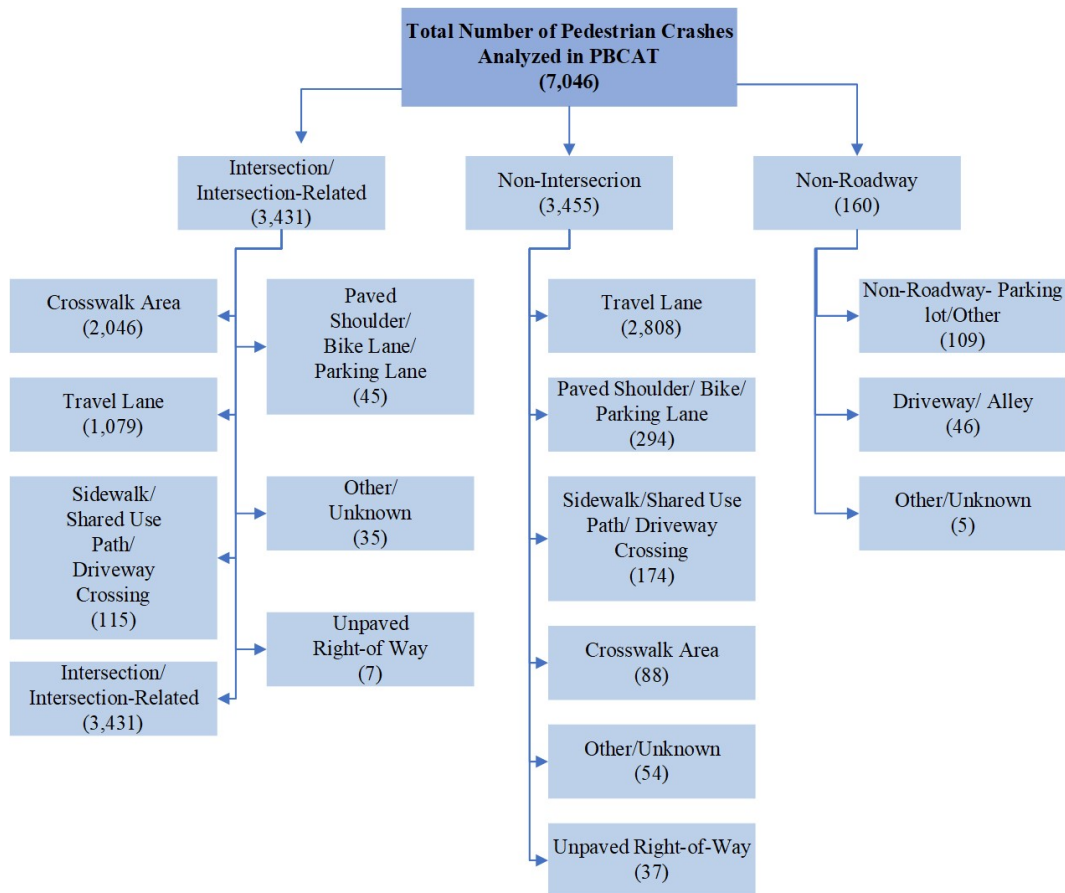 Total Number of Pedestrian Crashes
Analyzed in PBCAT
(7,046)
Intersection/
Intersection-Related
(3,431)
Non-Intersecrion
(3,455)
Non-Roadway
(160)
Crosswalk Area
(2,046)
Travel Lane
(1,079)
Sidewalk/
Shared Use
Path/
Driveway
Crossing
(115)
Intersection/
Intersection-Related
(3,431)
Paved
Shoulder/
Bike Lane/
Parking Lane
(45)
Other/
Unknown
(35)
Unpaved
Right-of Way
(7)
Travel Lane
(2,808)
Paved Shoulder/ Bike/
Parking Lane
(294)
Sidewalk/Shared Use
Path/ Driveway
Crossing
(174)
Crosswalk Area
(88)
Other/Unknown
(54)
Unpaved Right-of-Way
(37)
Non-Roadway- Parking
lot/Other
(109)
Driveway/ Alley
(46)
Other/Unknown
(5)